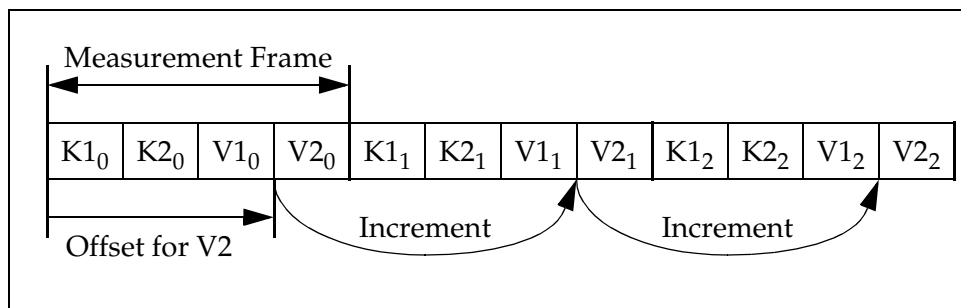 Measurement Frame
K1₀ K2₀ V1₀ V2₀ K1₁ K2₁ V1₁ V2₁ K1₂ K2₂ V1₂ V2₂
Increment Increment
Offset for V2